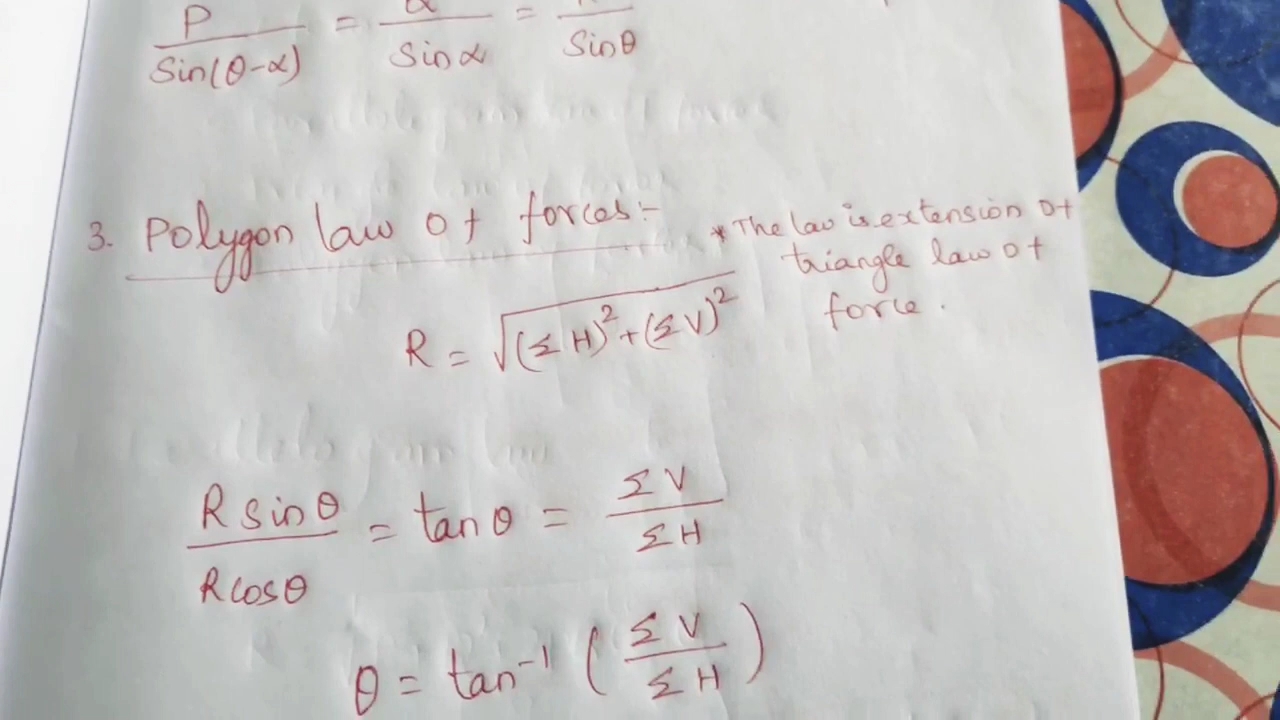 P/Sin(θ-α) = Q/Sinα = R/Sinθ
3. Polygon law of forces:-
* The law is extension of
triangle law of
force.
R = √((ΣH)² + (ΣV)²)
R sinθ/R cosθ = tanθ = ΣV/ΣH
θ = tan⁻¹(ΣV/ΣH)